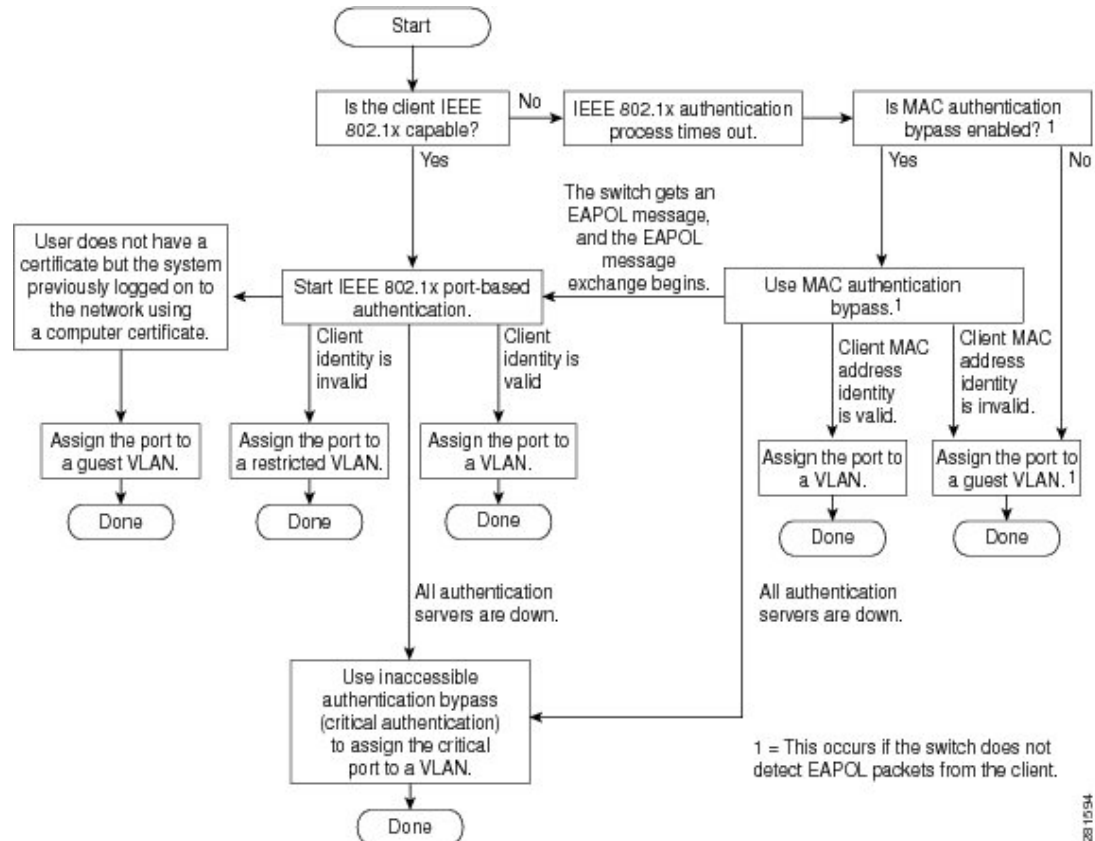 Start
Is the client IEEE
802.1x capable?
No
IEEE 802.1x authentication
process times out.
Is MAC authentication
bypass enabled? 1
Yes
Yes
No
The switch gets an
EAPOL message,
and the EAPOL
message
exchange begins.
User does not have a
certificate but the system
previously logged on to
the network using
a computer certificate.
Start IEEE 802.1x port-based
authentication.
Use MAC authentication
bypass.1
Client
identity is
invalid
Client
identity is
valid
Client MAC
address
identity
is valid.
Client MAC
address
identity
is invalid.
Assign the port to
a guest VLAN.
Assign the port to
a restricted VLAN.
Assign the port to
a VLAN.
Assign the port to
a VLAN.
Assign the port to
a guest VLAN.1
Done
Done
Done
Done
Done
All authentication
servers are down.
All authentication
servers are down.
Use inaccessible
authentication bypass
(critical authentication)
to assign the critical
port to a VLAN.
1 = This occurs if the switch does not
detect EAPOL packets from the client.
Done
281594